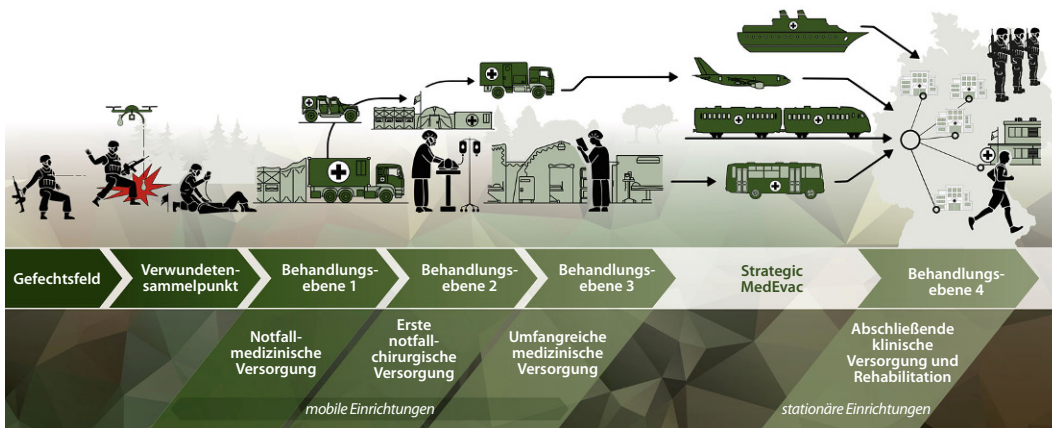 Gefechtsfeld
Verwundeten-
sammelpunkt
Behandlungs-
ebene 1
Behandlungs-
ebene 2
Behandlungs-
ebene 3
Strategic
MedEvac
Behandlungs-
ebene 4
Notfall-
medizinische
Versorgung
Erste
notfall-
chirurgische
Versorgung
Umfangreiche
medizinische
Versorgung
Abschließende
klinische
Versorgung und
Rehabilitation
mobile Einrichtungen
stationäre Einrichtungen